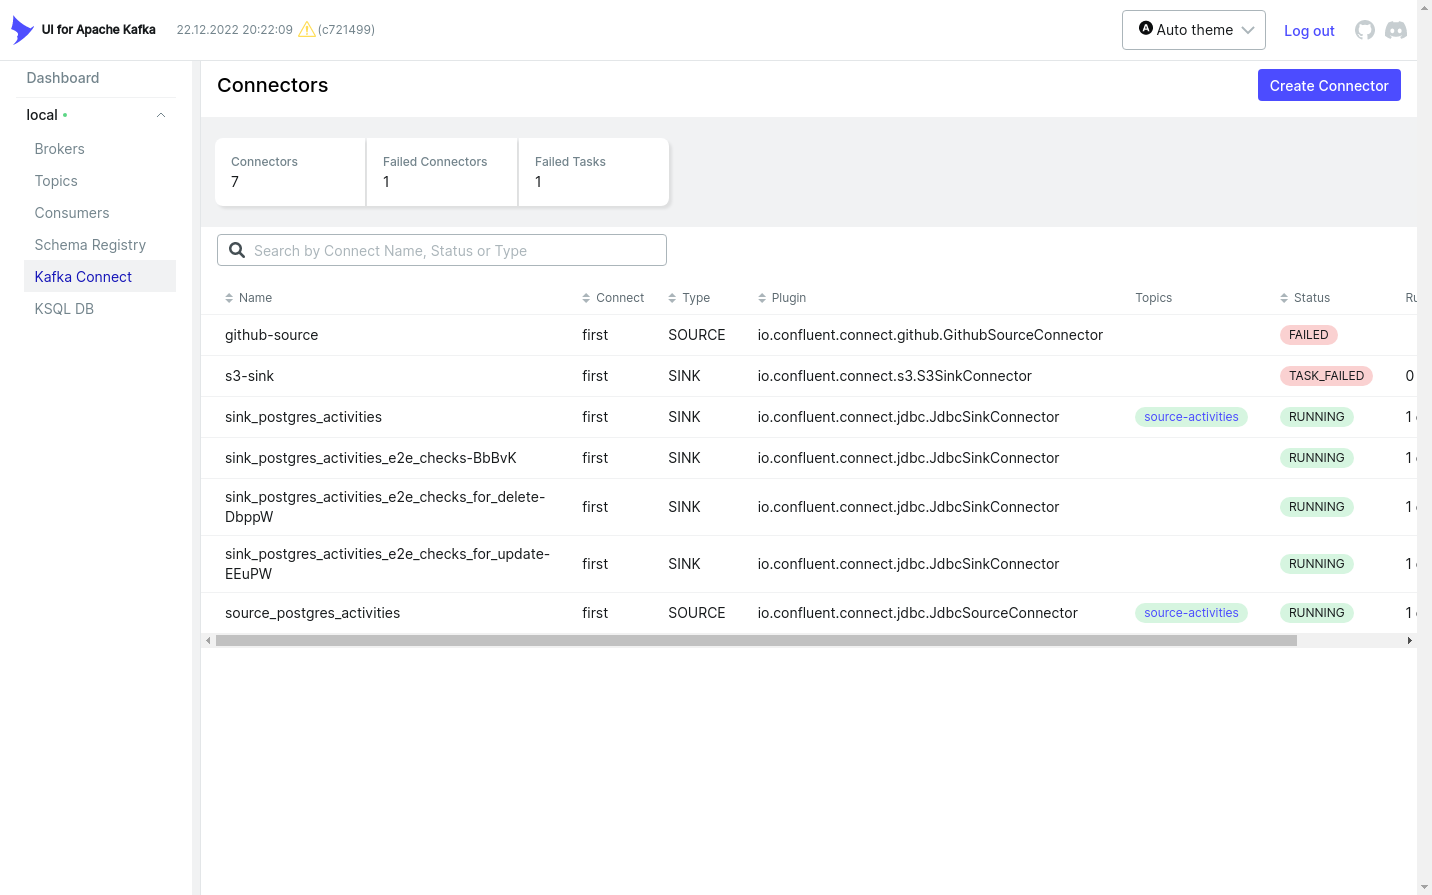 UI for Apache Kafka 22.12.2022 20:22:09 (c721499) A Auto theme Log out
Dashboard
local
Brokers
Topics
Consumers
Schema Registry
Kafka Connect
KSQL DB
Connectors Create Connector
Connectors Failed Connectors Failed Tasks
7 1 1
Search by Connect Name, Status or Type
Name Connect Type Plugin Topics Status
github-source first SOURCE io.confluent.connect.github.GithubSourceConnector FAILED
s3-sink first SINK io.confluent.connect.s3.S3SinkConnector TASK_FAILED 0
sink_postgres_activities first SINK io.confluent.connect.jdbc.JdbcSinkConnector source-activities RUNNING 1
sink_postgres_activities_e2e_checks-BbBvK first SINK io.confluent.connect.jdbc.JdbcSinkConnector RUNNING 1
sink_postgres_activities_e2e_checks_for_delete-
DbppW first SINK io.confluent.connect.jdbc.JdbcSinkConnector RUNNING 1
sink_postgres_activities_e2e_checks_for_update-
EEuPW first SINK io.confluent.connect.jdbc.JdbcSinkConnector RUNNING 1
source_postgres_activities first SOURCE io.confluent.connect.jdbc.JdbcSourceConnector source-activities RUNNING 1